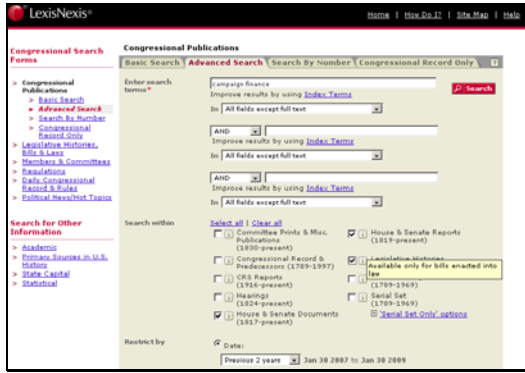 LexisNexis®
Home | How Do I? | Site Map | Help
Congressional Search Forms
> Congressional Publications
> Basic Search
> Advanced Search
> Search By Number
> Congressional Record Only
> Legislative Histories, Bills & Laws
> Members & Committees
> Regulations
> Daily Congressional Record & Rules
> Political News/Hot Topics
Search for Other Information
> Academic
> Primary Sources in U.S. History
> State Capital
> Statistical
Congressional Publications
Basic Search Advanced Search Search By Number Congressional Record Only ?
Enter search terms*
campaign finance
Search
Improve results by using Index Terms
In All fields except full text
AND
Improve results by using Index Terms
In All fields except full text
AND
Improve results by using Index Terms
In All fields except full text
Search within
Select all | Clear all
Committee Prints & Misc. Publications (1830-present)
House & Senate Reports (1819-present)
Congressional Record & Predecessors (1789-1997)
Legislative Histories
Available only for bills enacted into law
CRS Reports (1916-present)
(1789-1969)
Hearings (1824-present)
Serial Set
'Serial Set Only' options
House & Senate Documents (1817-present)
Restrict by
Date:
Previous 2 years Jan 30 2007 to Jan 30 2009